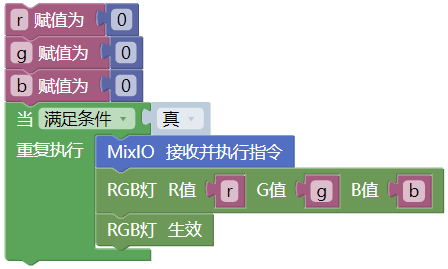 r 赋值为 0
g 赋值为 0
b 赋值为 0
当 满足条件 真
重复执行 MixIO 接收并执行指令
RGB灯 R值 r G值 g B值 b
RGB灯 生效